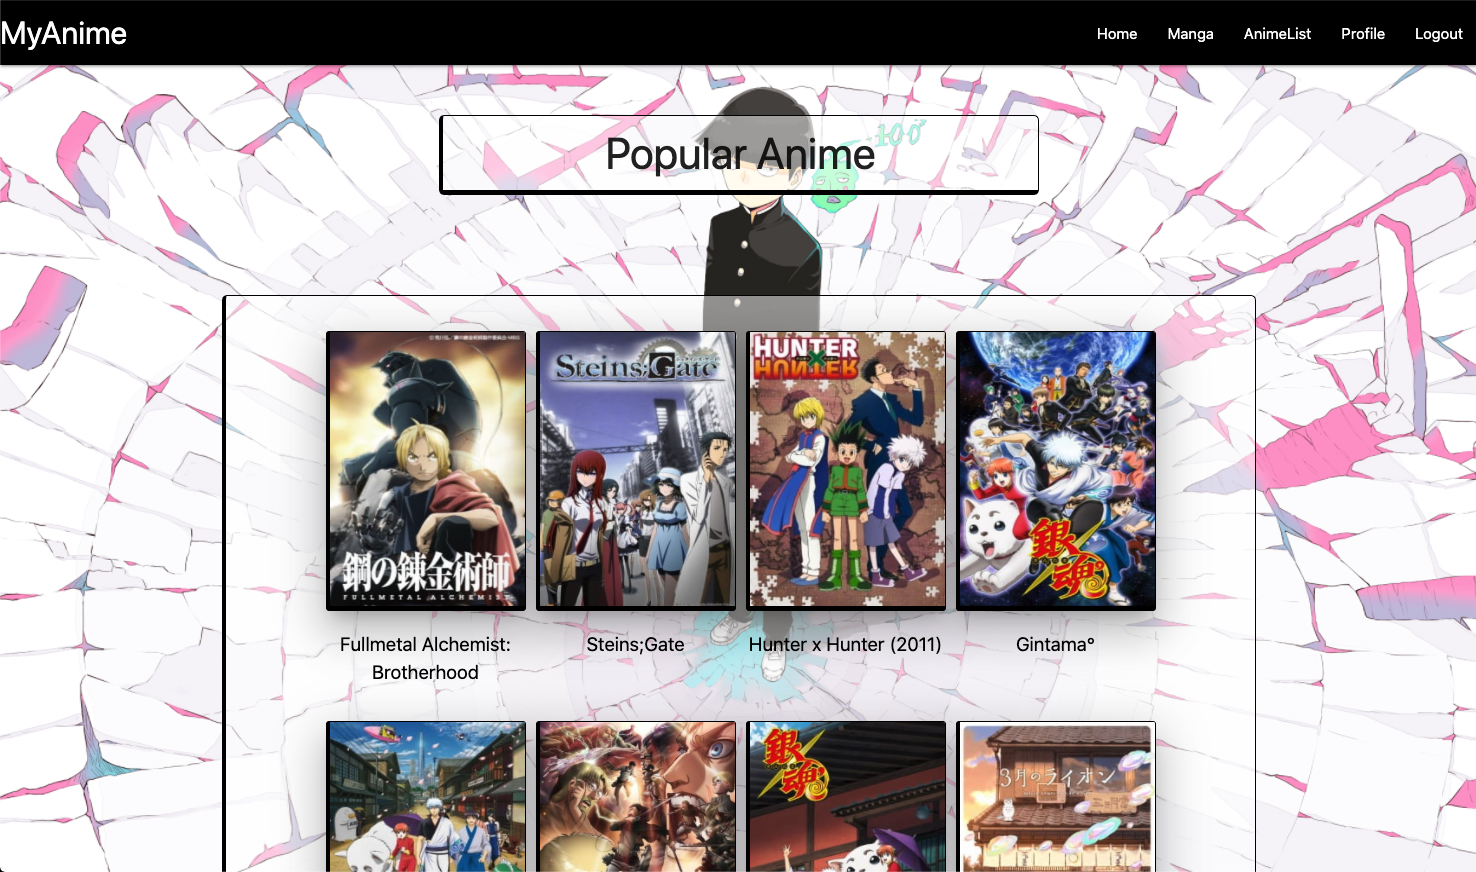 MyAnime
Home Manga AnimeList Profile Logout
100
Popular Anime
Steins;Gate
HUNTER
HUNTER
鋼の錬金術師
FULLMETAL ALCHEMIST
銀魂°
Fullmetal Alchemist:
Brotherhood
Steins;Gate
Hunter x Hunter (2011)
Gintama°
銀魂°
3月のライオン